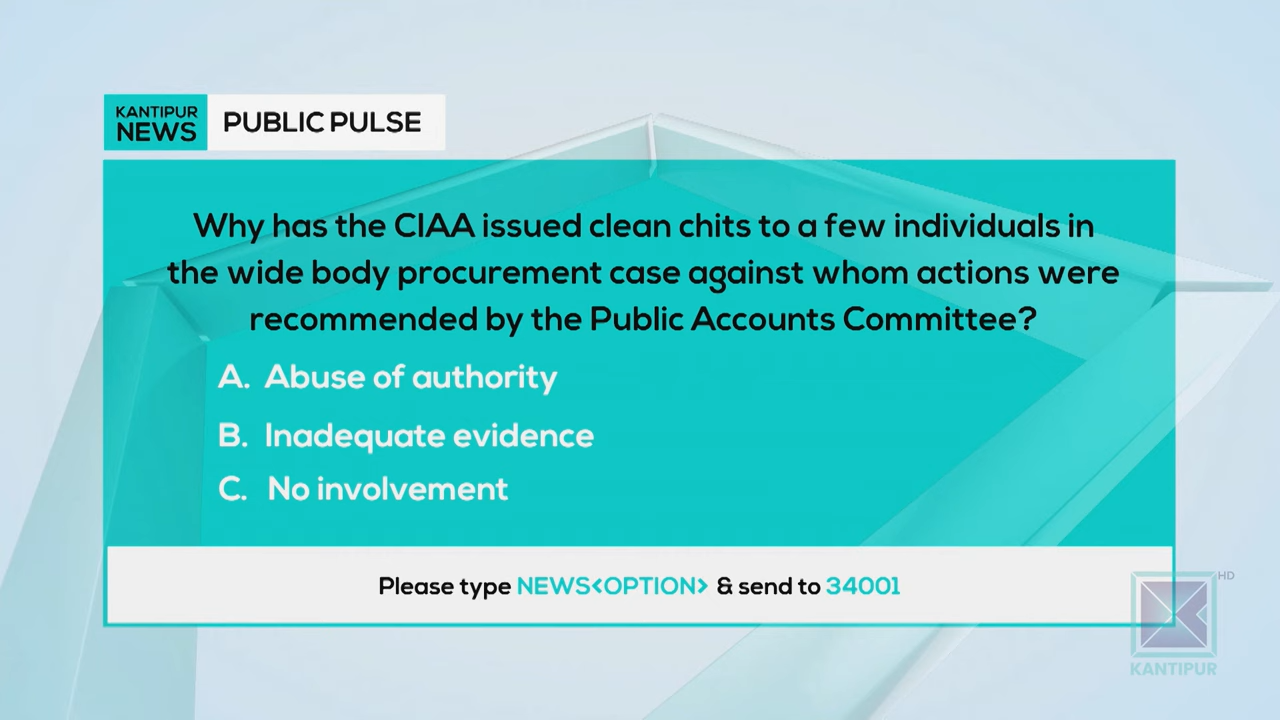 KANTIPUR
NEWS
PUBLIC PULSE
Why has the CIAA issued clean chits to a few individuals in
the wide body procurement case against whom actions were
recommended by the Public Accounts Committee?
A. Abuse of authority
B. Inadequate evidence
C. No involvement
Please type NEWS<OPTION> & send to 34001
HD
KANTIPUR